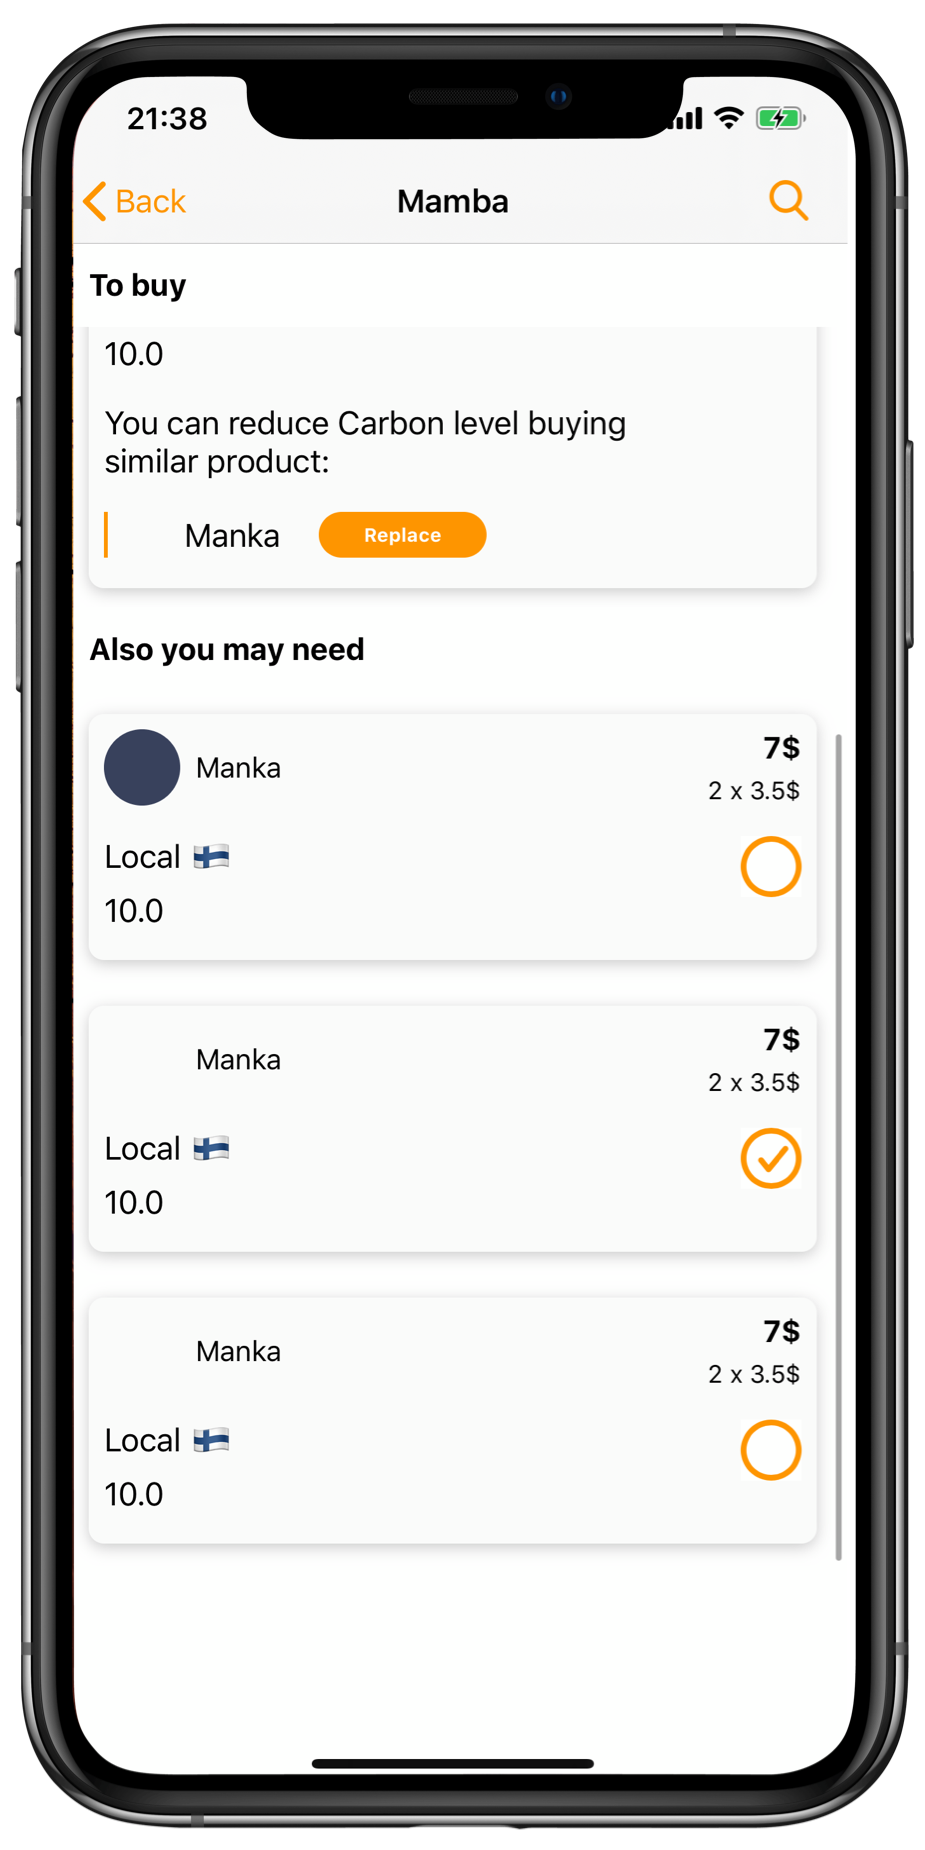 21:38
Back
Mamba
To buy
10.0
You can reduce Carbon level buying
similar product:
Manka
Replace
Also you may need
Manka
7$
2 x 3.5$
Local 🇫🇮
10.0
Manka
7$
2 x 3.5$
Local 🇫🇮
10.0
Manka
7$
2 x 3.5$
Local 🇫🇮
10.0